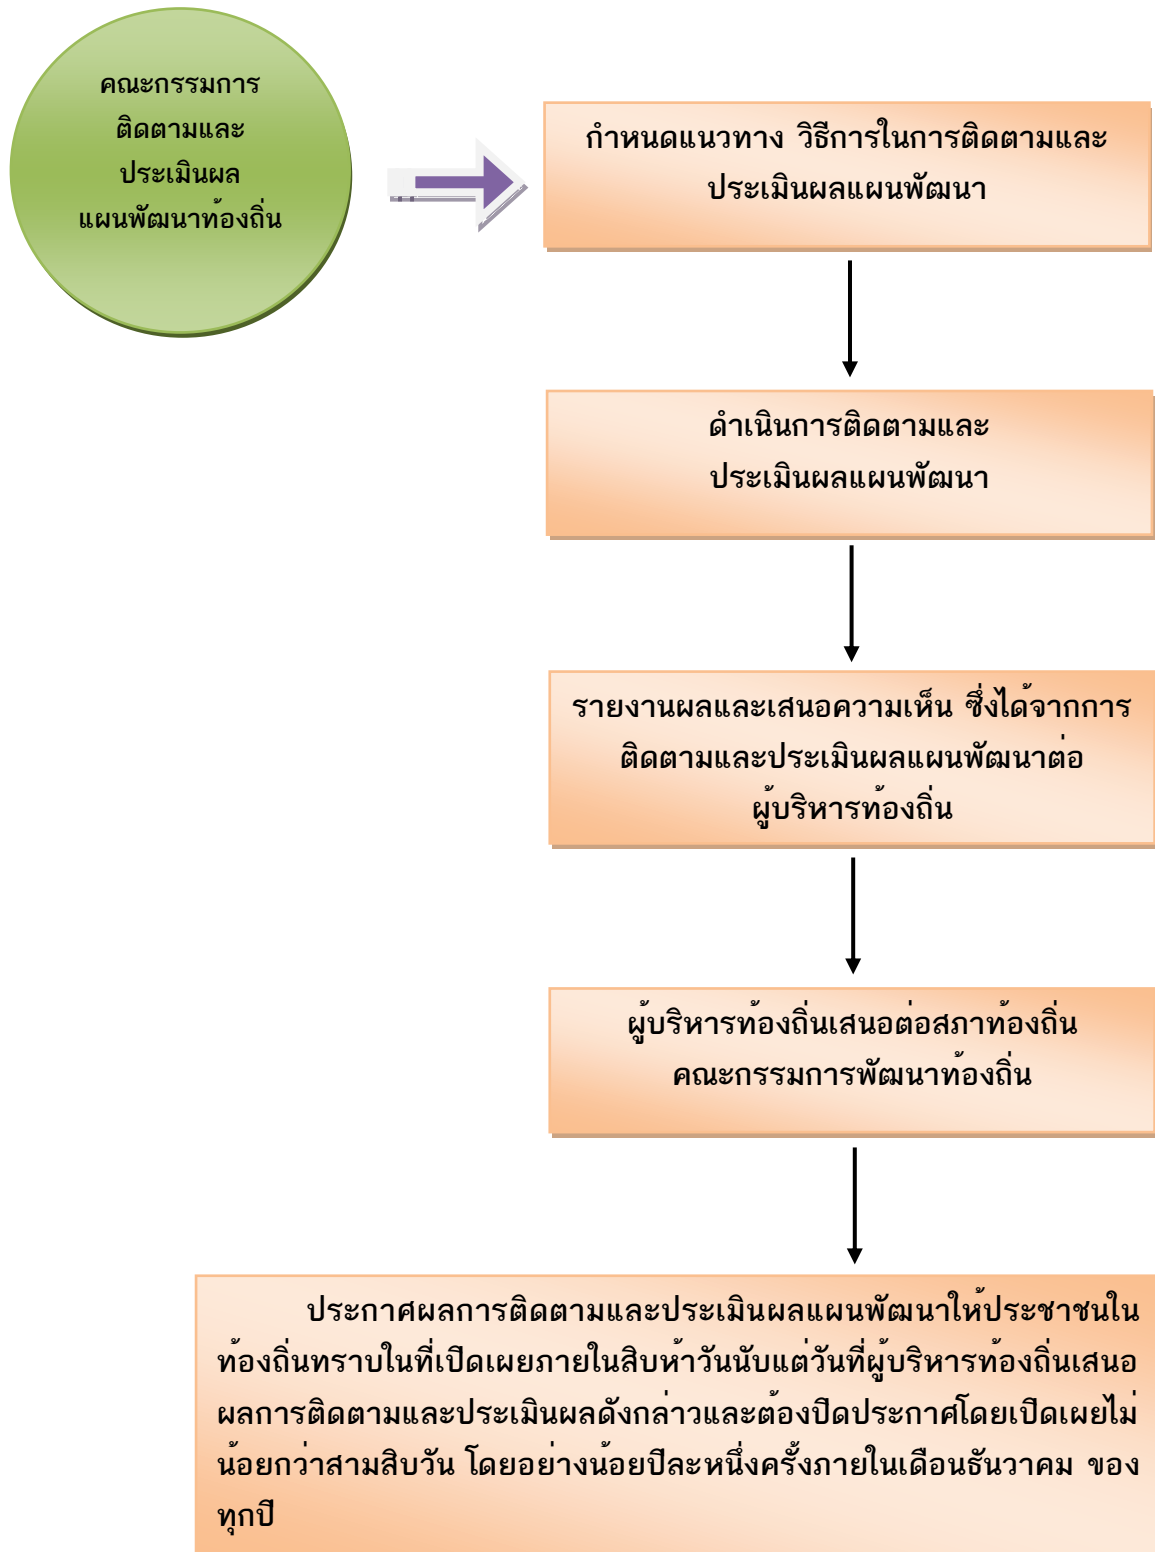 คณะกรรมการ
ติดตามและ
ประเมินผล
แผนพัฒนาท้องถิ่น
กำหนดแนวทาง วิธีการในการติดตามและ
ประเมินผลแผนพัฒนา
ดำเนินการติดตามและ
ประเมินผลแผนพัฒนา
รายงานผลและเสนอความเห็น ซึ่งได้จากการ
ติดตามและประเมินผลแผนพัฒนาต่อ
ผู้บริหารท้องถิ่น
ผู้บริหารท้องถิ่นเสนอต่อสภาท้องถิ่น
คณะกรรมการพัฒนาท้องถิ่น
ประกาศผลการติดตามและประเมินผลแผนพัฒนาให้ประชาชนใน
ท้องถิ่นทราบในที่เปิดเผยภายในสิบห้าวันนับแต่วันที่ผู้บริหารท้องถิ่นเสนอ
ผลการติดตามและประเมินผลดังกล่าวและต้องปิดประกาศโดยเปิดเผยไม่
น้อยกว่าสามสิบวัน โดยอย่างน้อยปีละหนึ่งครั้งภายในเดือนธันวาคม ของ
ทุกปี